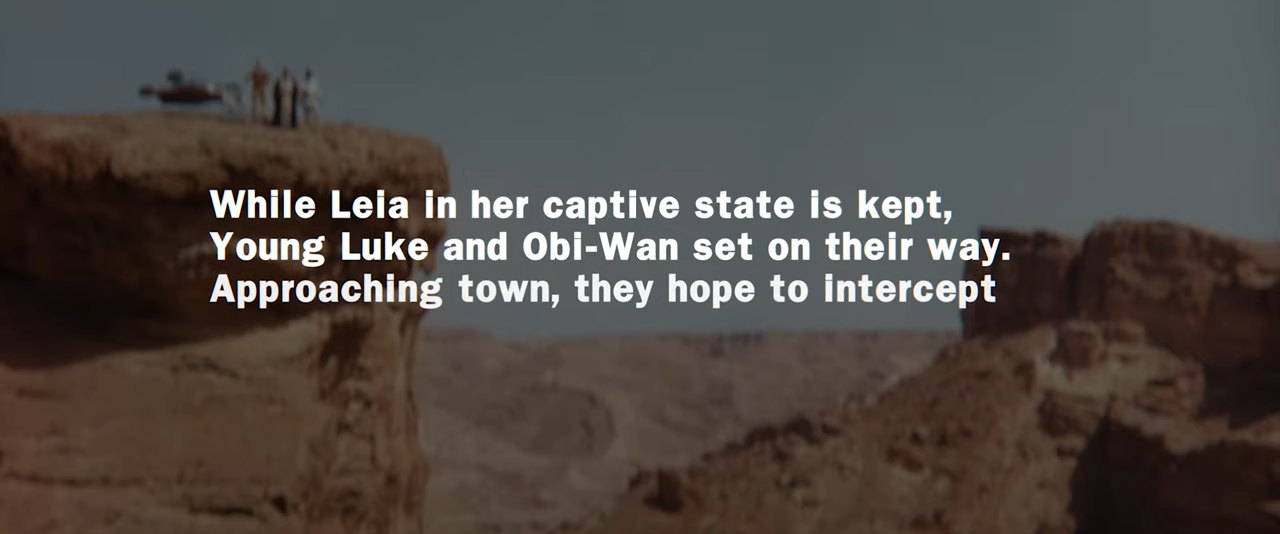 While Leia in her captive state is kept,
Young Luke and Obi-Wan set on their way.
Approaching town, they hope to intercept